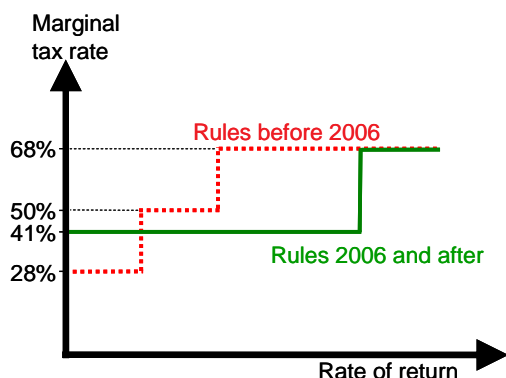 Marginal
tax rate
Rules before 2006
68%
50%
41%
Rules 2006 and after
28%
Rate of return